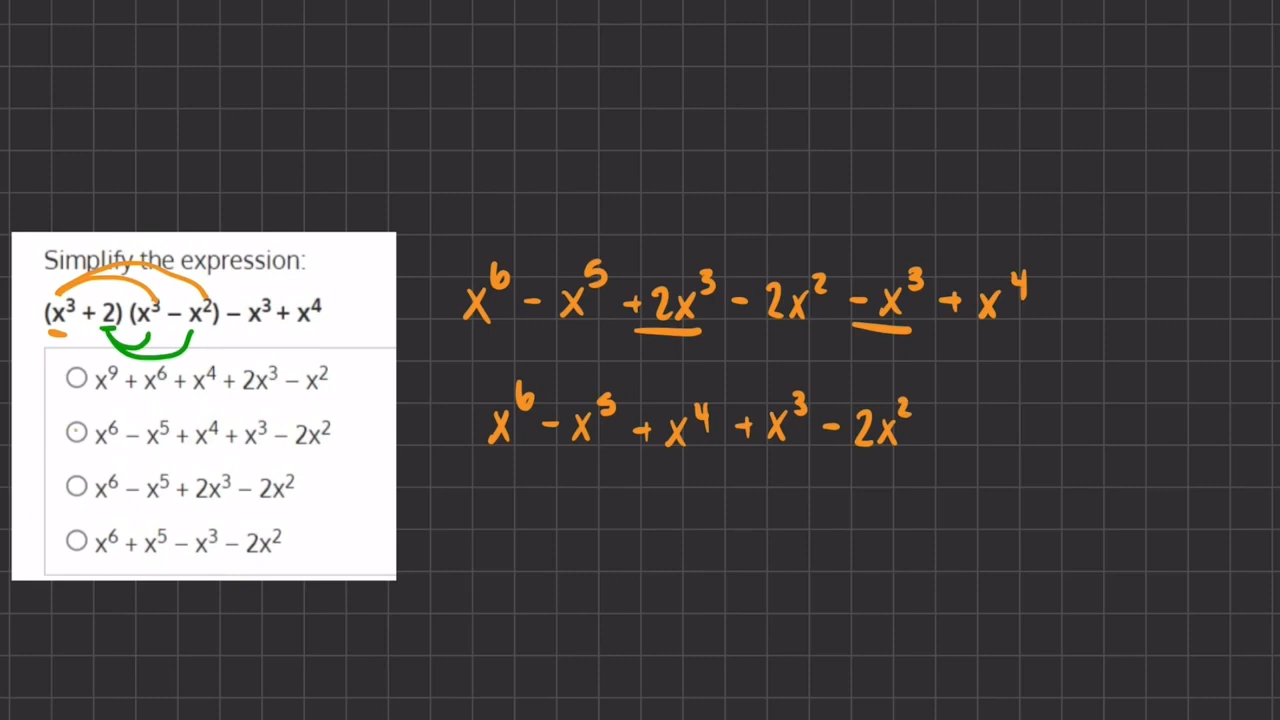 Simplify the expression:
(x³ + 2) (x³ – x²) – x³ + x⁴
x⁹ + x⁶ + x⁴ + 2x³ – x²
x⁶ – x⁵ + x⁴ + x³ – 2x²
x⁶ – x⁵ + 2x³ – 2x²
x⁶ + x⁵ – x³ – 2x²
x⁶ - x⁵ + 2x³ - 2x² - x³ + x⁴
x⁶ - x⁵ + x⁴ + x³ - 2x²